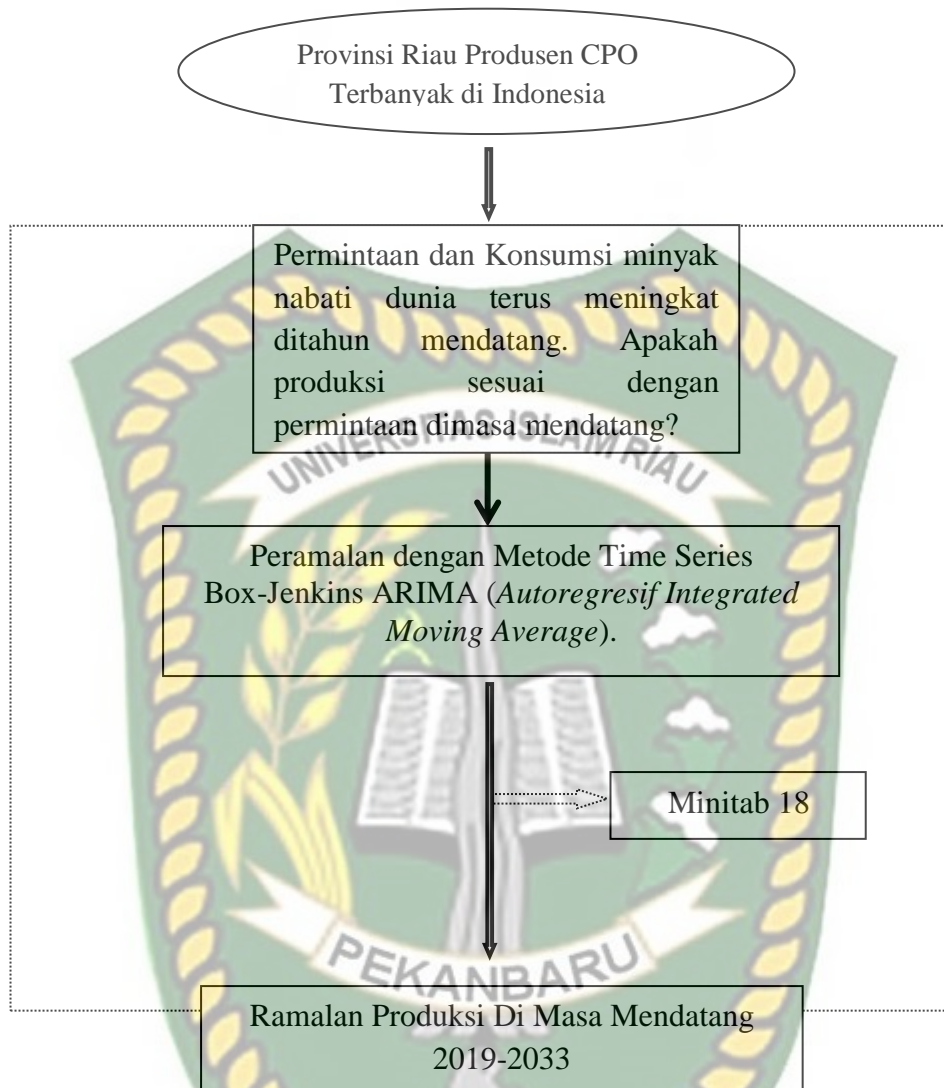 Provinsi Riau Produsen CPO
Terbanyak di Indonesia
Permintaan dan Konsumsi minyak
nabati dunia terus meningkat
ditahun mendatang. Apakah
produksi sesuai dengan
permintaan dimasa mendatang?
UNIVERSITAS ISLAM RIAU
Peramalan dengan Metode Time Series
Box-Jenkins ARIMA (Autoregresif Integrated
Moving Average).
Minitab 18
PEKANBARU
Ramalan Produksi Di Masa Mendatang
2019-2033